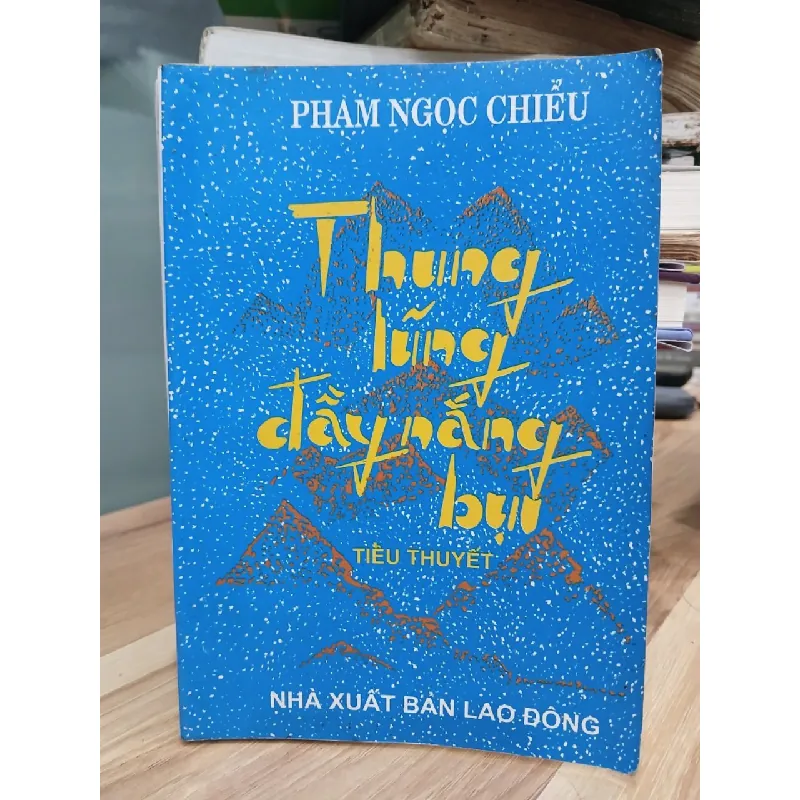 PHẠM NGỌC CHIỂU
Thung
lũng
đầy nắng
bụi
TIỂU THUYẾT
NHÀ XUẤT BẢN LAO ĐỘNG